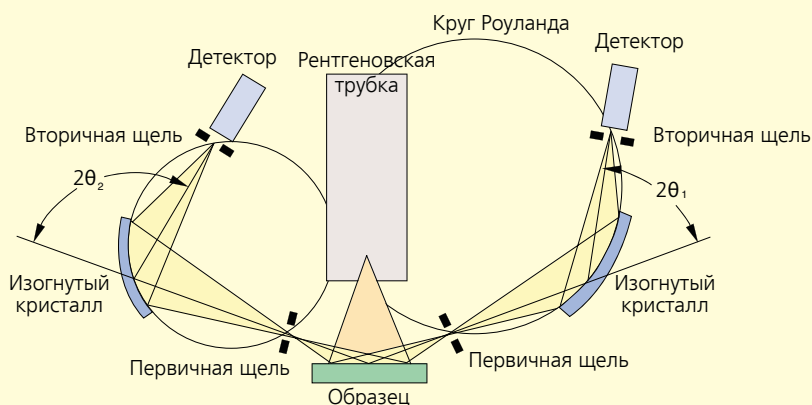 Круг Роуланда
Детектор
Детектор
Рентгеновская
трубка
Вторичная щель
Вторичная щель
2θ₂
2θ₁
Изогнутый
кристалл
Изогнутый
кристалл
Первичная щель
Первичная щель
Образец